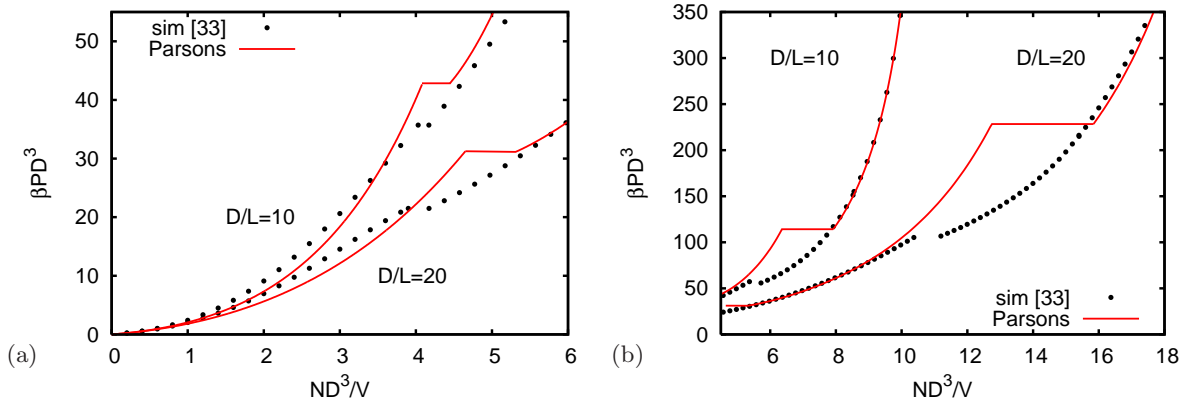 sim [33]
Parsons
D/L=10
D/L=20
βPD³
50
40
30
20
10
0
0 1 2 3 4 5 6
ND³/V
(a)
D/L=10
D/L=20
sim [33]
Parsons
βPD³
350
300
250
200
150
100
50
0
6 8 10 12 14 16 18
ND³/V
(b)